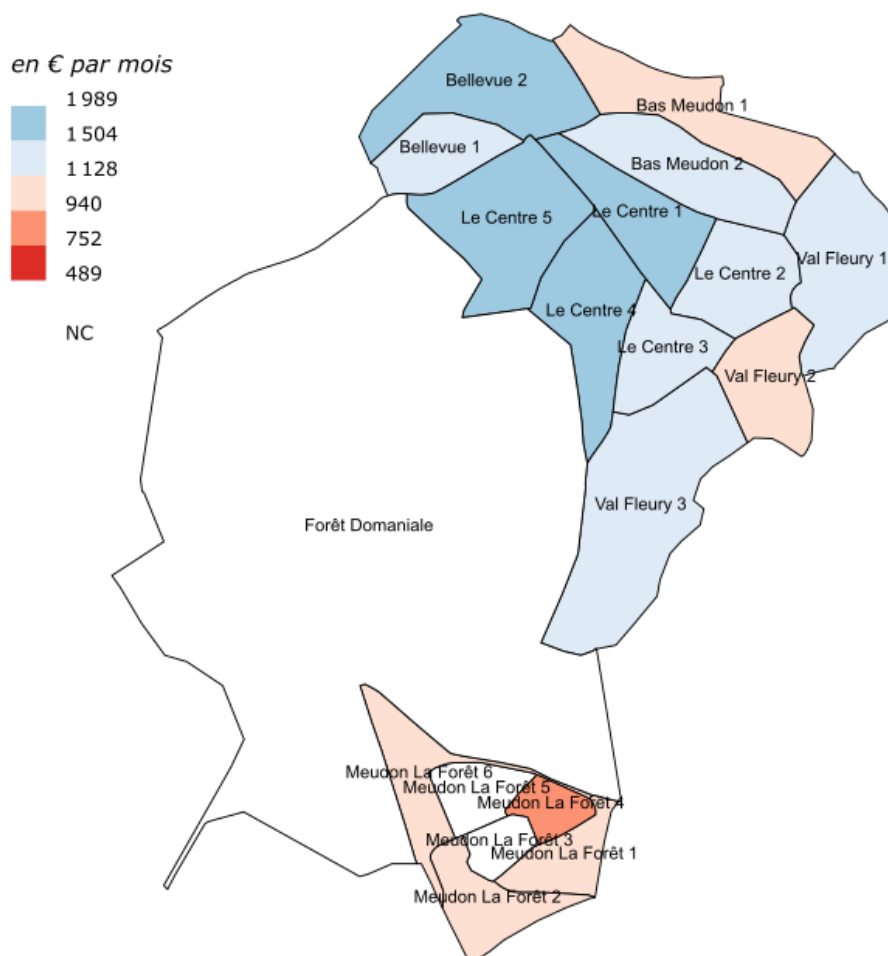 en € par mois
1 989
1 504
1 128
940
752
489
NC
Bellevue 2
Bas Meudon 1
Bellevue 1
Bas Meudon 2
Le Centre 5
Le Centre 1
Val Fleury 1
Le Centre 2
Le Centre 4
Le Centre 3
Val Fleury 2
Val Fleury 3
Forêt Domaniale
Meudon La Forêt 6
Meudon La Forêt 5
Meudon La Forêt 4
Meudon La Forêt 3
Meudon La Forêt 1
Meudon La Forêt 2